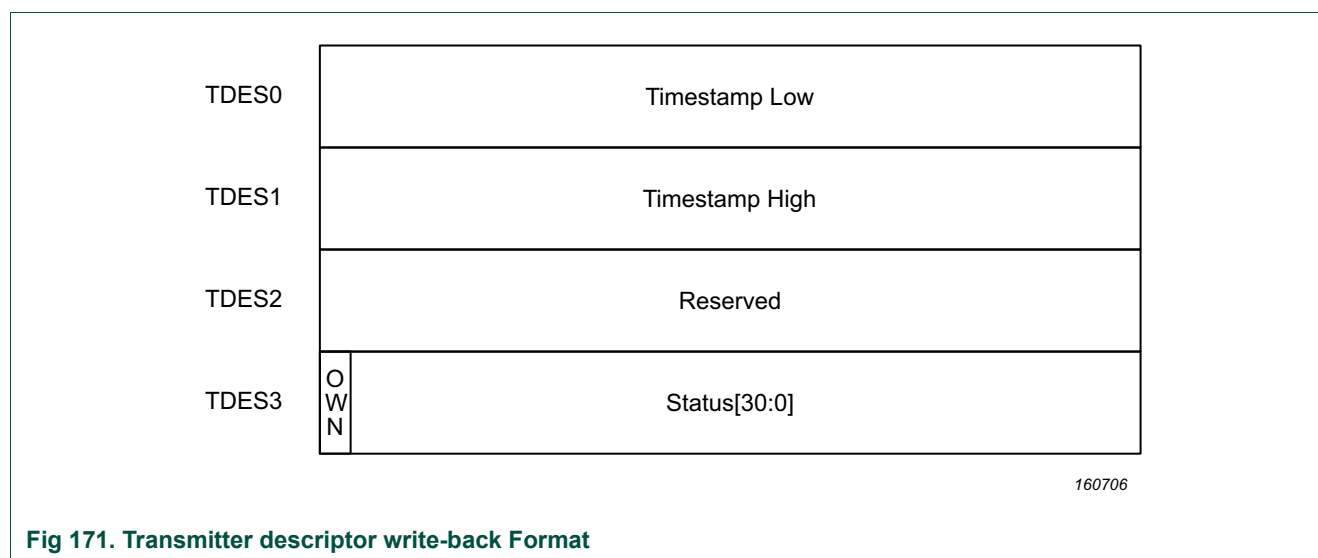 TDES0
Timestamp Low
TDES1
Timestamp High
TDES2
Reserved
TDES3
O
W
N
Status[30:0]
160706
Fig 171. Transmitter descriptor write-back Format